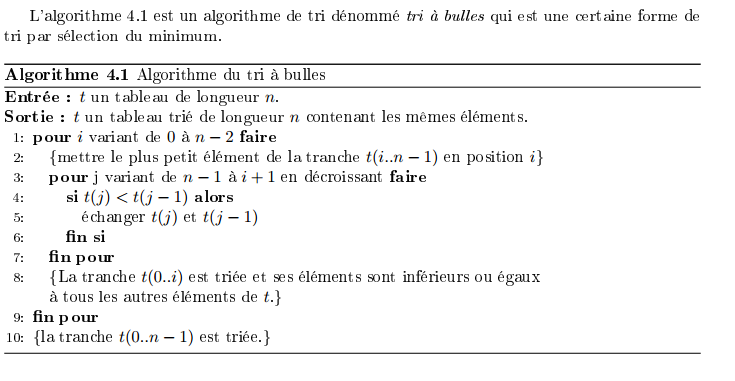 L'algorithme 4.1 est un algorithme de tri dénommé tri à bulles qui est une certaine forme de
tri par sélection du minimum.
Algorithme 4.1 Algorithme du tri à bulles
Entrée : t un tableau de longueur n.
Sortie : t un tableau trié de longueur n contenant les mêmes éléments.
1: pour i variant de 0 à n − 2 faire
2: {mettre le plus petit élément de la tranche t(i..n − 1) en position i}
3: pour j variant de n − 1 à i + 1 en décroissant faire
4: si t(j) < t(j − 1) alors
5: échanger t(j) et t(j − 1)
6: fin si
7: fin pour
8: {La tranche t(0..i) est triée et ses éléments sont inférieurs ou égaux
à tous les autres éléments de t.}
9: fin pour
10: {la tranche t(0..n − 1) est triée.}